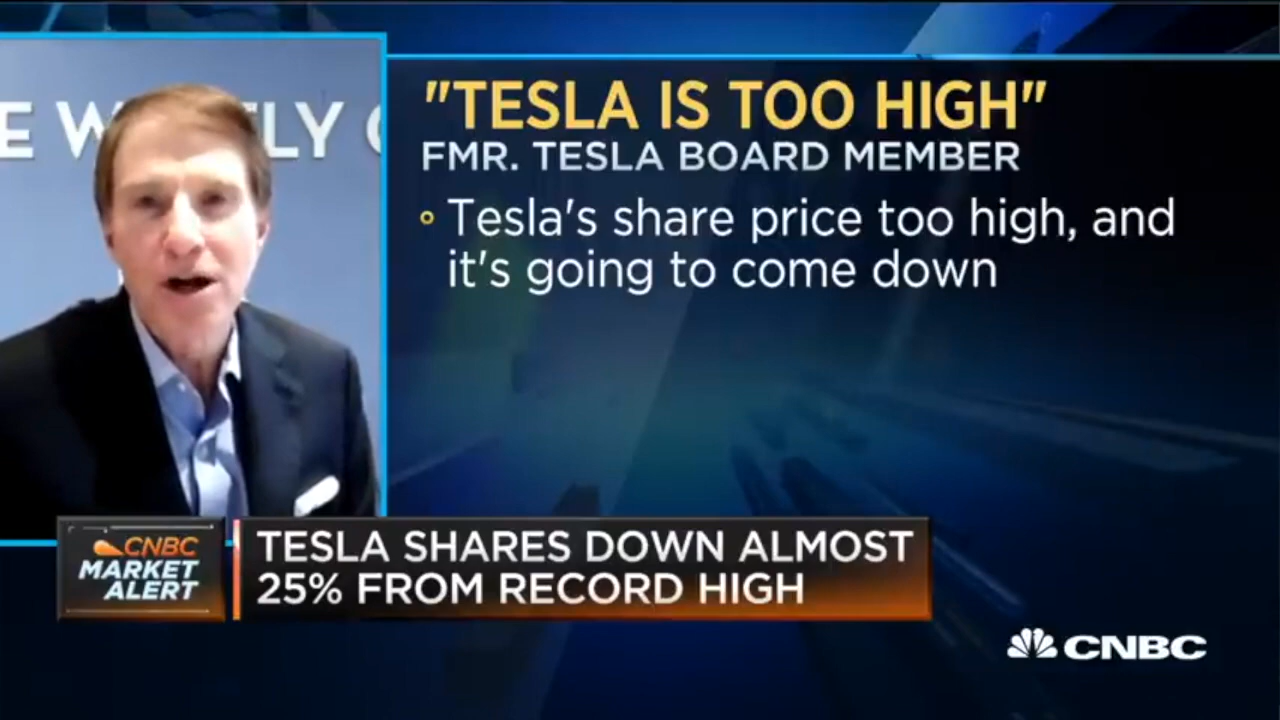 E W
LY
"TESLA IS TOO HIGH"
FMR. TESLA BOARD MEMBER
Tesla's share price too high, and
it's going to come down
CNBC
MARKET
ALERT
TESLA SHARES DOWN ALMOST
25% FROM RECORD HIGH
CNBC